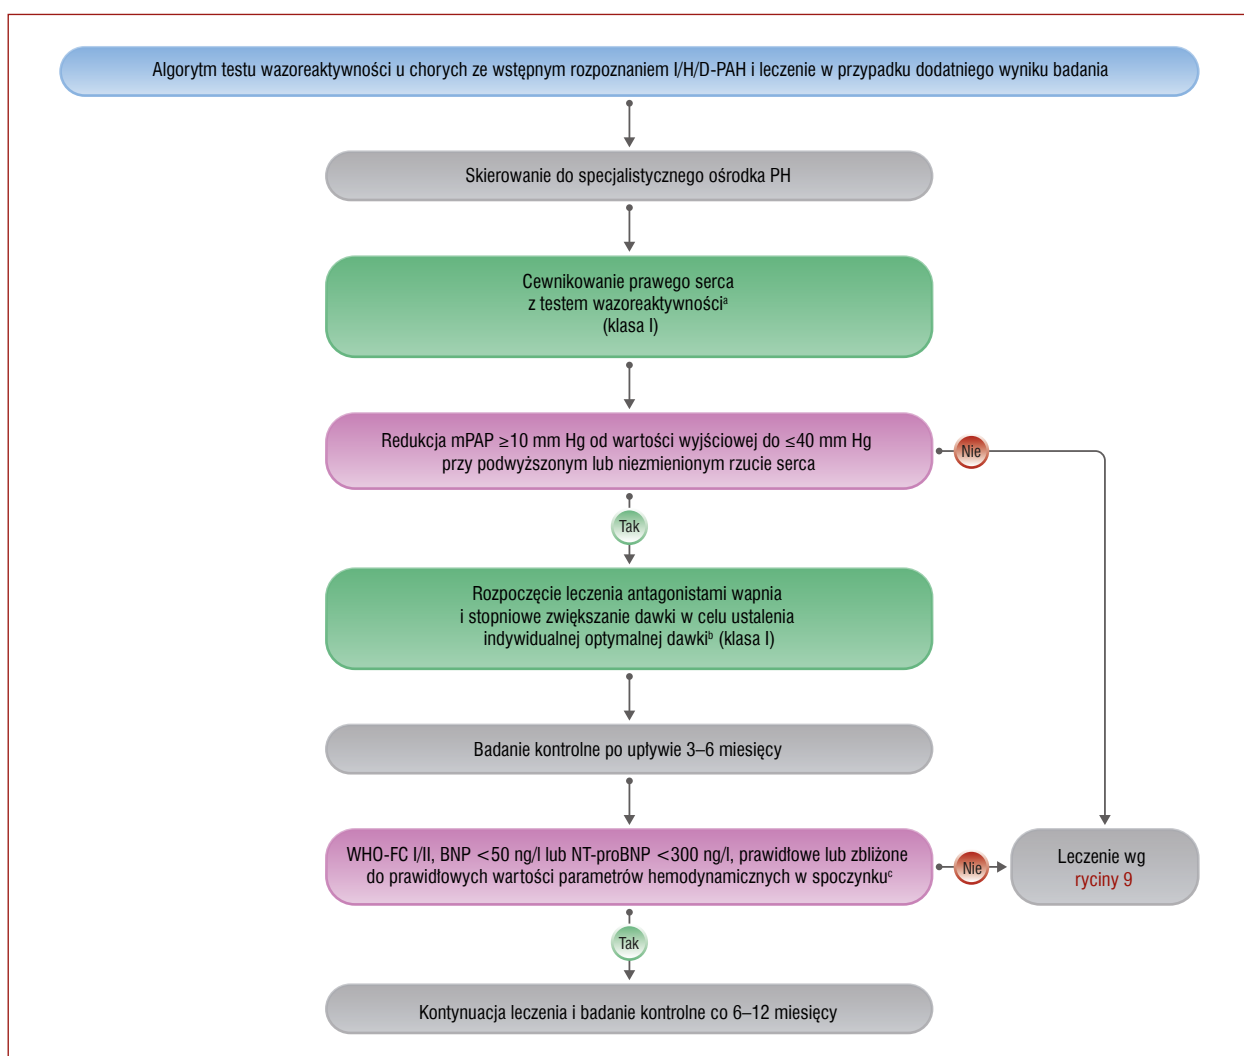 Algorytm testu wazoreaktywności u chorych ze wstępnym rozpoznaniem I/H/D-PAH i leczenie w przypadku dodatniego wyniku badania
Skierowanie do specjalistycznego ośrodka PH
Cewnikowanie prawego serca
z testem wazoreaktywnościᵃ
(klasa I)
Redukcja mPAP ≥10 mm Hg od wartości wyjściowej do ≤40 mm Hg
przy podwyższonym lub niezmienionym rzucie serca
Nie
Tak
Rozpoczęcie leczenia antagonistami wapnia
i stopniowe zwiększanie dawki w celu ustalenia
indywidualnej optymalnej dawkiᵇ (klasa I)
Badanie kontrolne po upływie 3–6 miesięcy
WHO-FC I/II, BNP <50 ng/l lub NT-proBNP <300 ng/l, prawidłowe lub zbliżone
do prawidłowych wartości parametrów hemodynamicznych w spoczynkuᶜ
Nie
Leczenie wg
ryciny 9
Tak
Kontynuacja leczenia i badanie kontrolne co 6–12 miesięcy